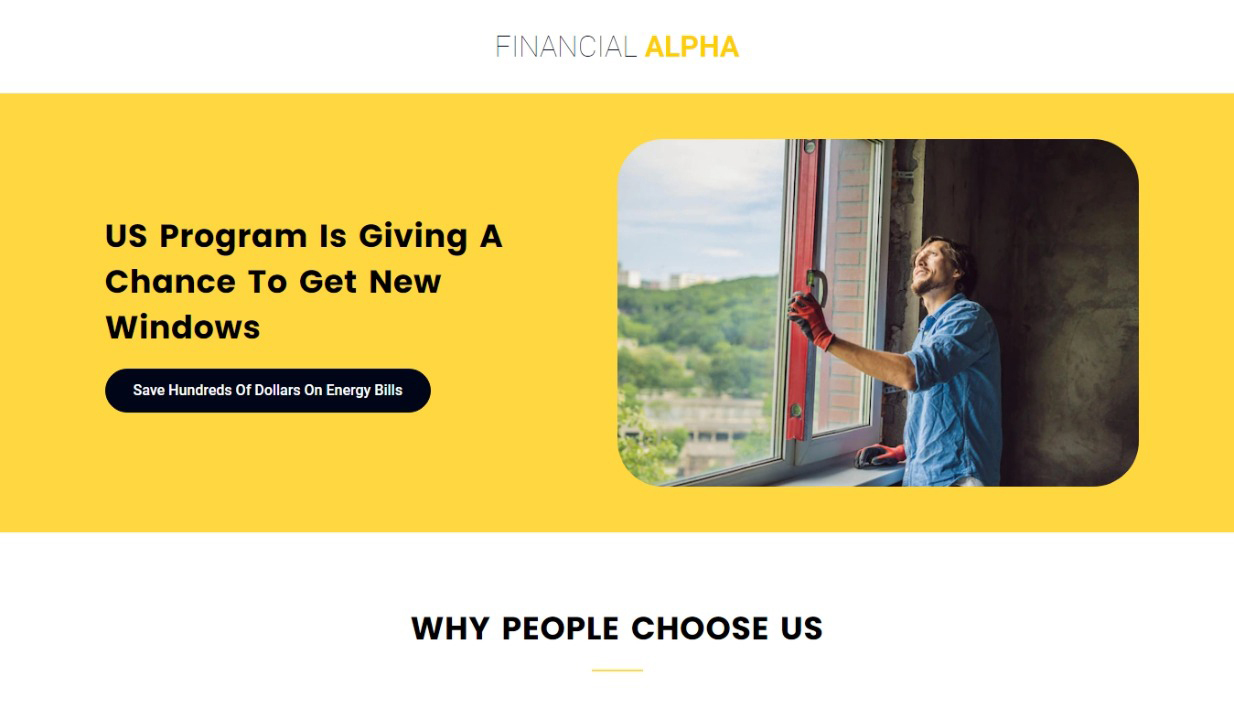 FINANCIAL ALPHA
US Program Is Giving A
Chance To Get New
Windows
Save Hundreds Of Dollars On Energy Bills
WHY PEOPLE CHOOSE US